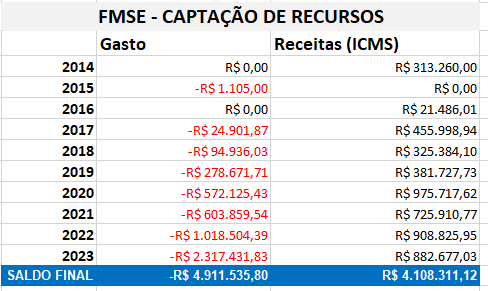 FMSE - CAPTAÇÃO DE RECURSOS
Gasto Receitas (ICMS)
2014 R$ 0,00 R$ 313.260,00
2015 -R$ 1.105,00 R$ 0,00
2016 R$ 0,00 R$ 21.486,01
2017 -R$ 24.901,87 R$ 455.998,94
2018 -R$ 94.936,03 R$ 325.384,10
2019 -R$ 278.671,71 R$ 381.727,73
2020 -R$ 572.125,43 R$ 975.717,62
2021 -R$ 603.859,54 R$ 725.910,77
2022 -R$ 1.018.504,39 R$ 908.825,95
2023 -R$ 2.317.431,83 R$ 882.677,03
SALDO FINAL -R$ 4.911.535,80 R$ 4.108.311,12